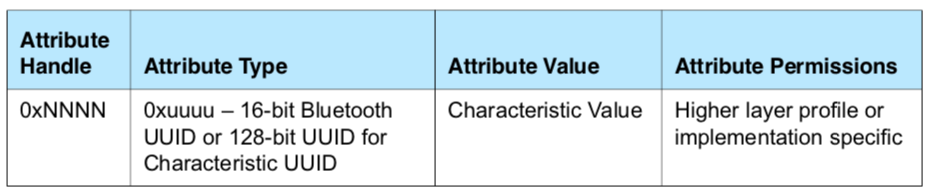 Attribute Handle
Attribute Type
Attribute Value
Attribute Permissions
0xNNNN
0xuuuu – 16-bit Bluetooth
UUID or 128-bit UUID for
Characteristic UUID
Characteristic Value
Higher layer profile or
implementation specific